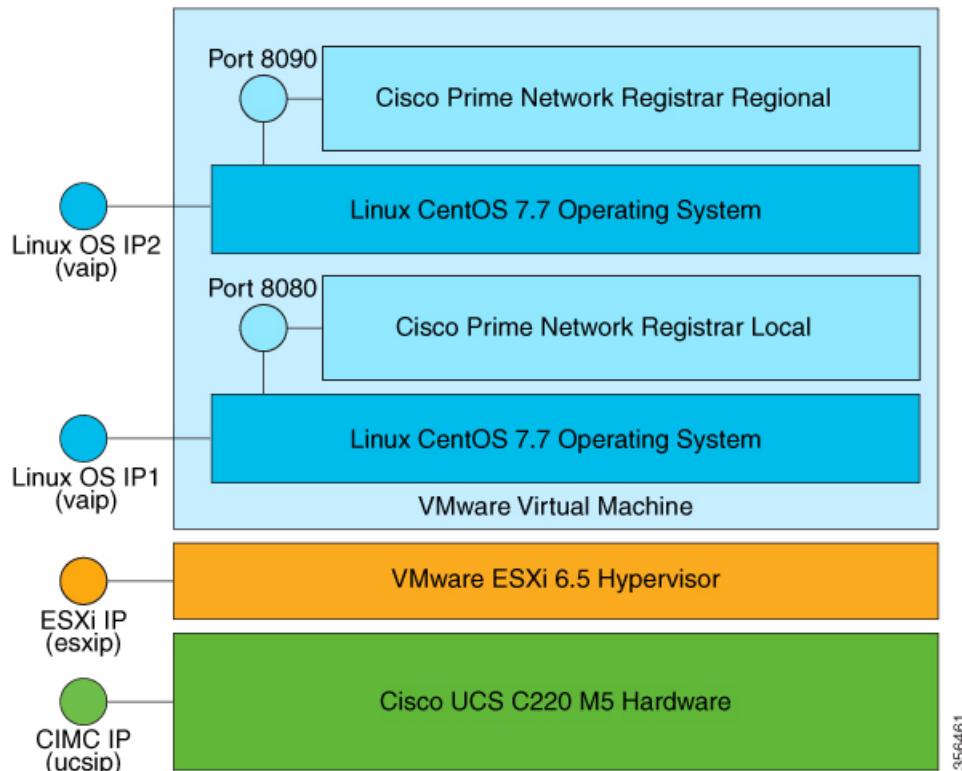 Port 8090
Cisco Prime Network Registrar Regional
Linux CentOS 7.7 Operating System
Linux OS IP2
(vaip)
Port 8080
Cisco Prime Network Registrar Local
Linux CentOS 7.7 Operating System
Linux OS IP1
(vaip)
VMware Virtual Machine
VMware ESXi 6.5 Hypervisor
ESXi IP
(esxip)
Cisco UCS C220 M5 Hardware
CIMC IP
(ucsip)
356461